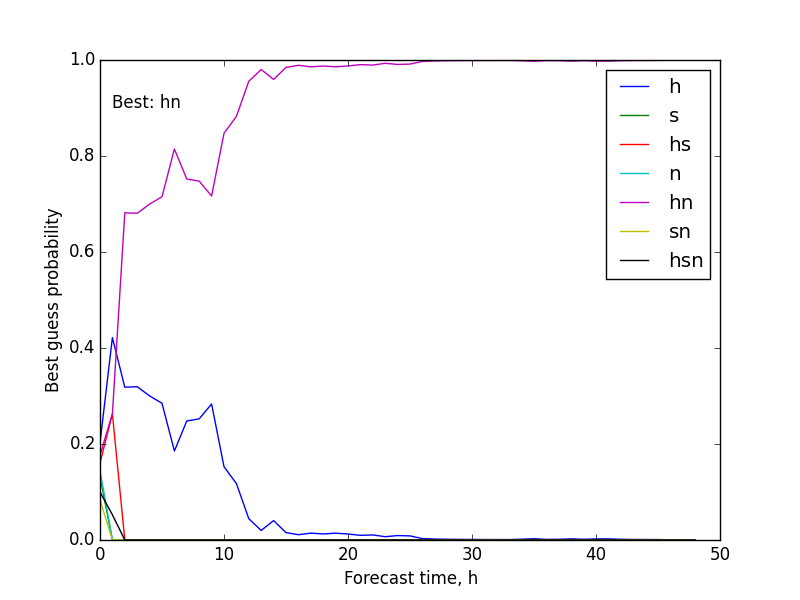 1.0
0.8
0.6
0.4
0.2
0.0
Best guess probability
Best: hn
h
s
hs
n
hn
sn
hsn
0 10 20 30 40 50
Forecast time, h